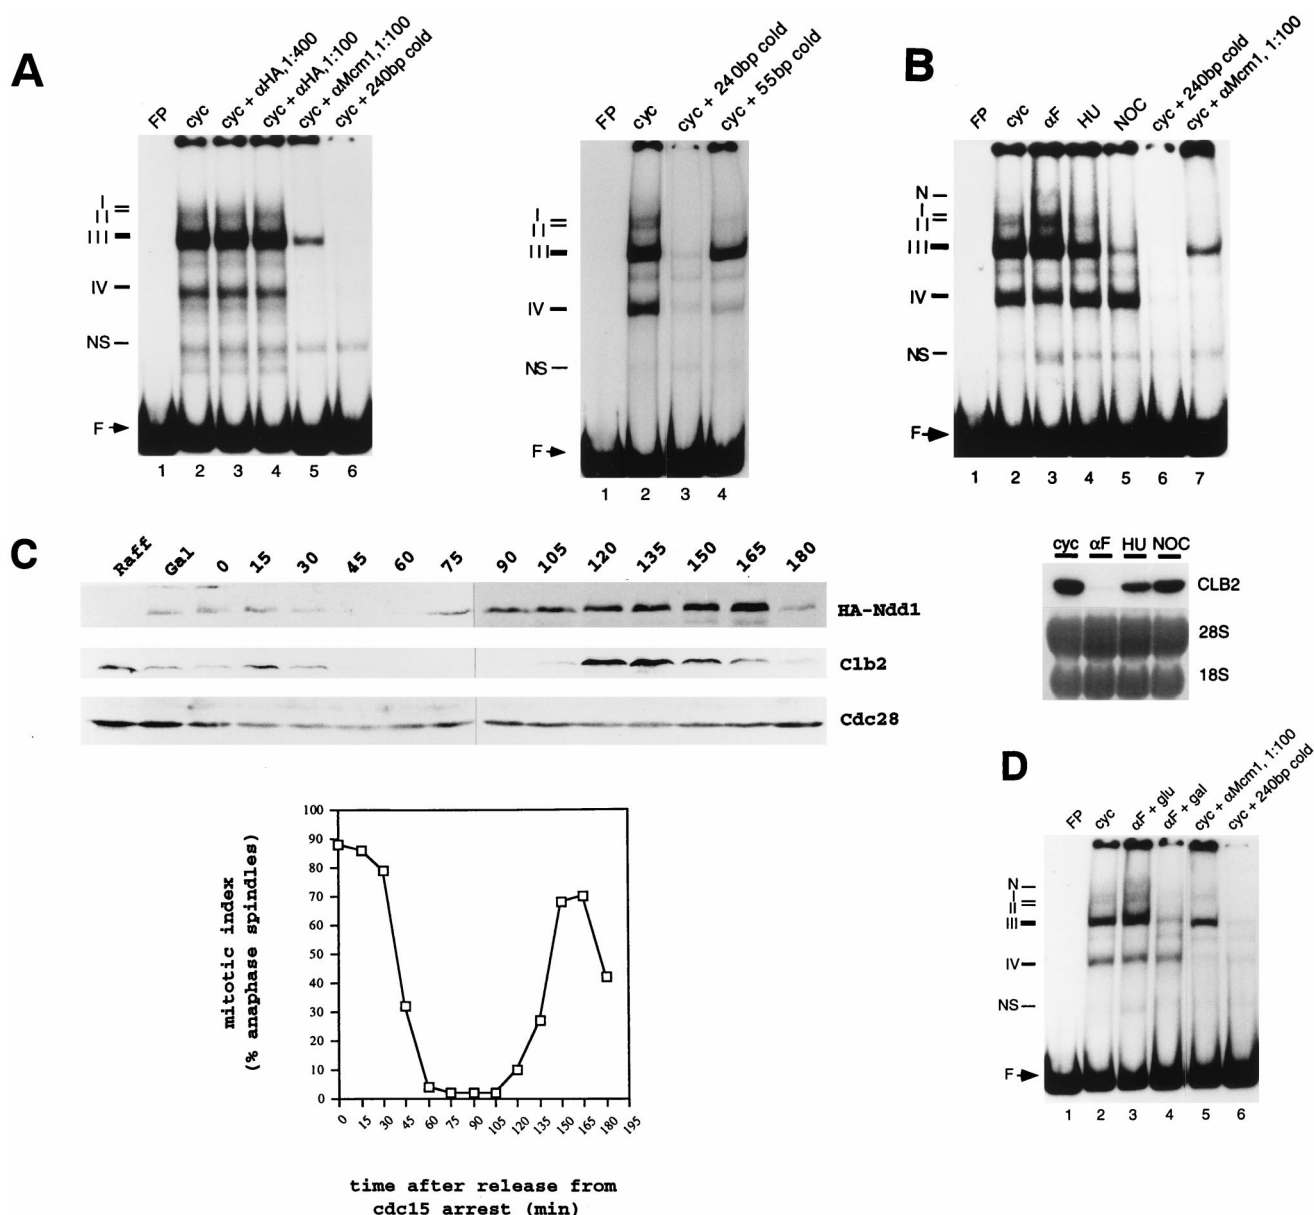 A
FP
cyc
cyc + αHA,1:400
cyc + αHA,1:100
cyc + αMcm1,1:100
cyc + 240bp cold
I
II
III
IV
NS
F
1 2 3 4 5 6
FP
cyc
cyc + 240bp cold
cyc + 55bp cold
I
II
III
IV
NS
F
1 2 3 4
B
FP
cyc
αF
HU
NOC
cyc + 240bp cold
cyc + αMcm1, 1:100
N
I
II
III
IV
NS
F
1 2 3 4 5 6 7
cyc αF HU NOC
CLB2
28S
18S
C
Raff Gal 0 15 30 45 60 75 90 105 120 135 150 165 180
HA-Ndd1
Clb2
Cdc28
mitotic index
(% anaphase spindles)
100
90
80
70
60
50
40
30
20
10
0
0 15 30 45 60 75 90 105 120 135 150 165 180 195
time after release from
cdc15 arrest (min)
D
FP
cyc
αF + glu
αF + gal
cyc + αMcm1, 1:100
cyc + 240bp cold
N
I
II
III
IV
NS
F
1 2 3 4 5 6